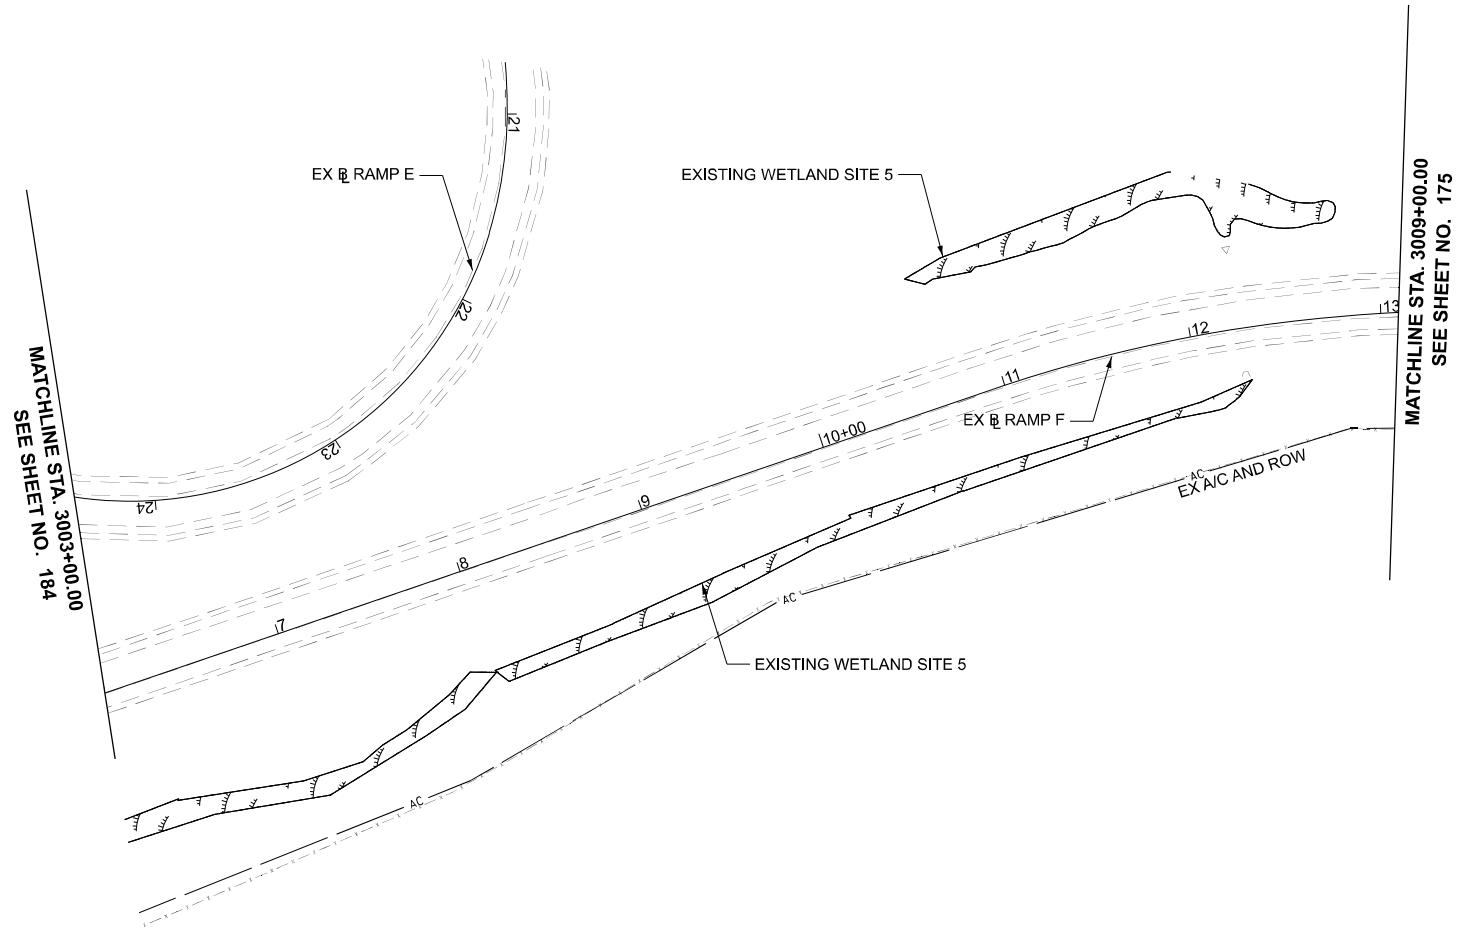 21
EX BL RAMP E
EXISTING WETLAND SITE 5
MATCHLINE STA. 3009+00.00
SEE SHEET NO. 175
22
13
12
11
EX BL RAMP F
10+00
23
24
MATCHLINE STA. 3003+00.00
SEE SHEET NO. 184
9
8
7
AC
EX A/C AND ROW
AC
EXISTING WETLAND SITE 5
AC